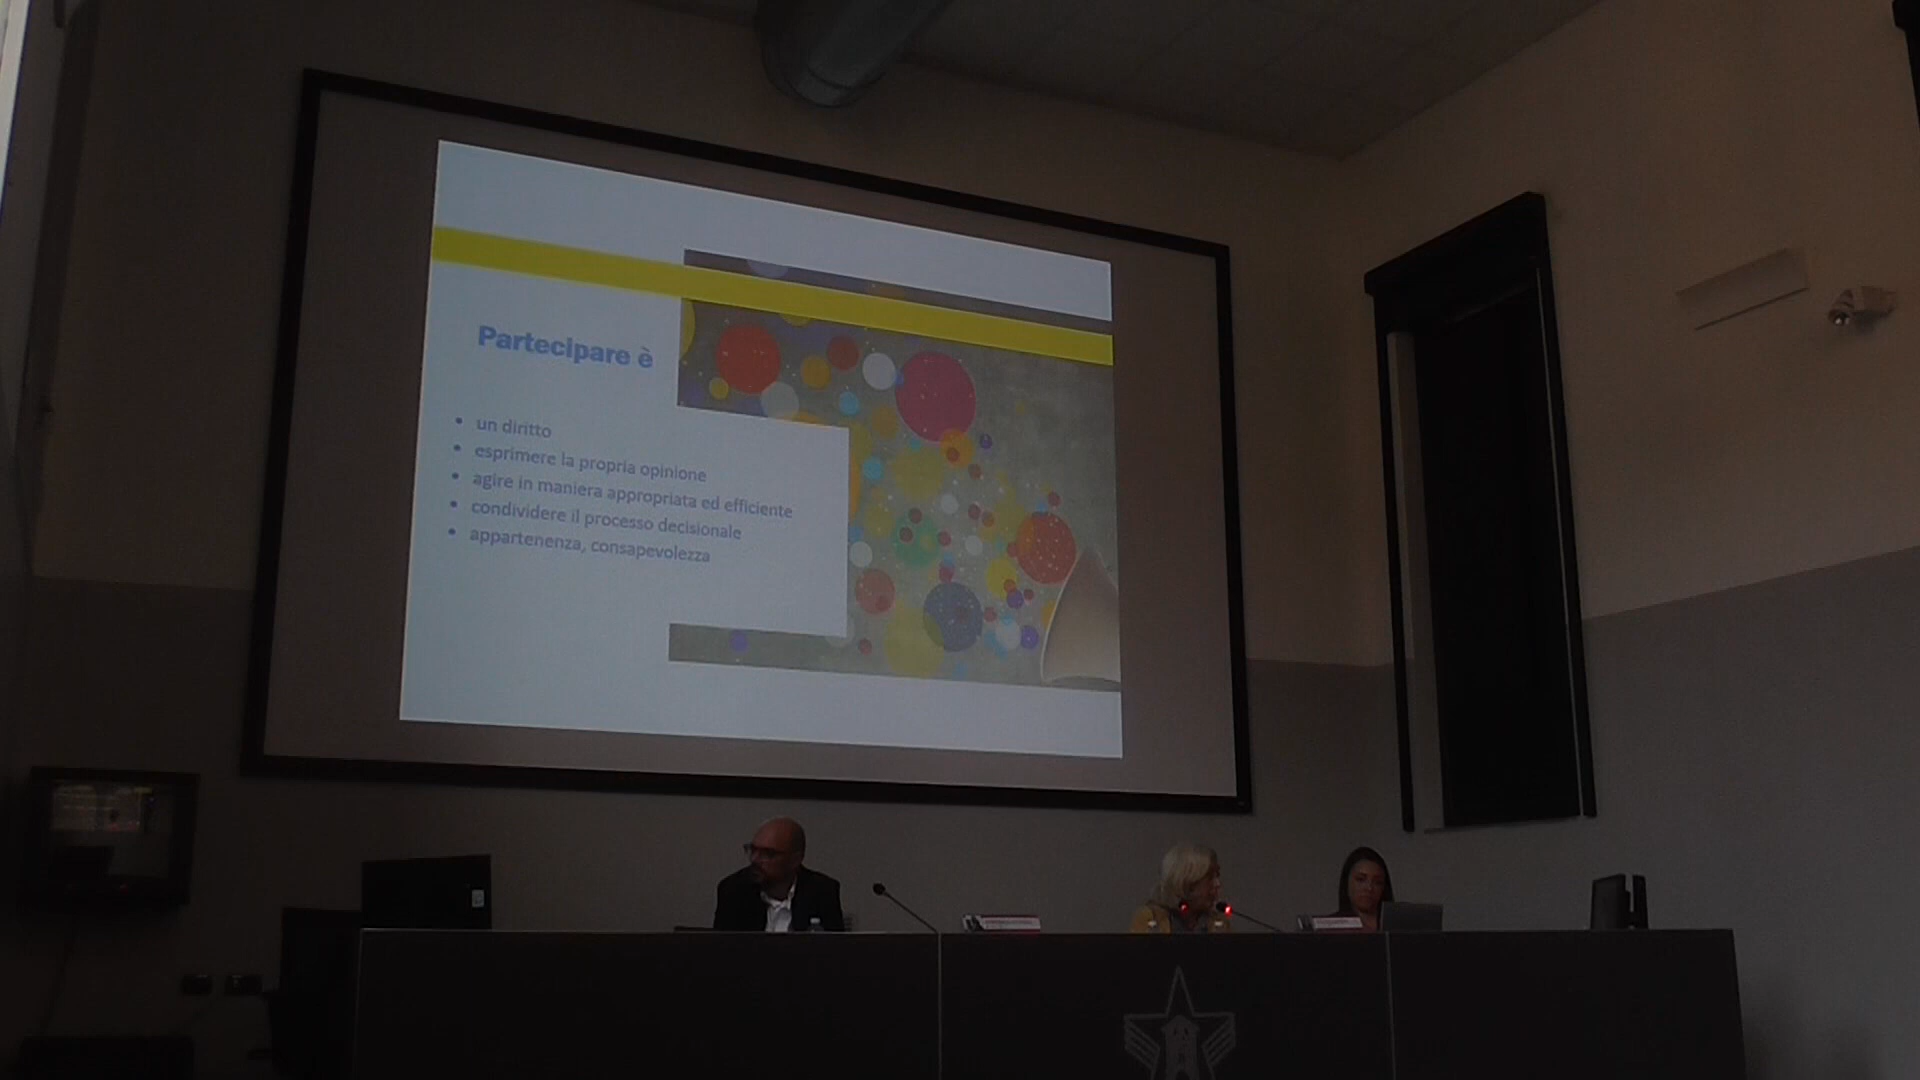 Partecipare è
• un diritto
• esprimere la propria opinione
• agire in maniera appropriata ed efficiente
• condividere il processo decisionale
• appartenenza, consapevolezza